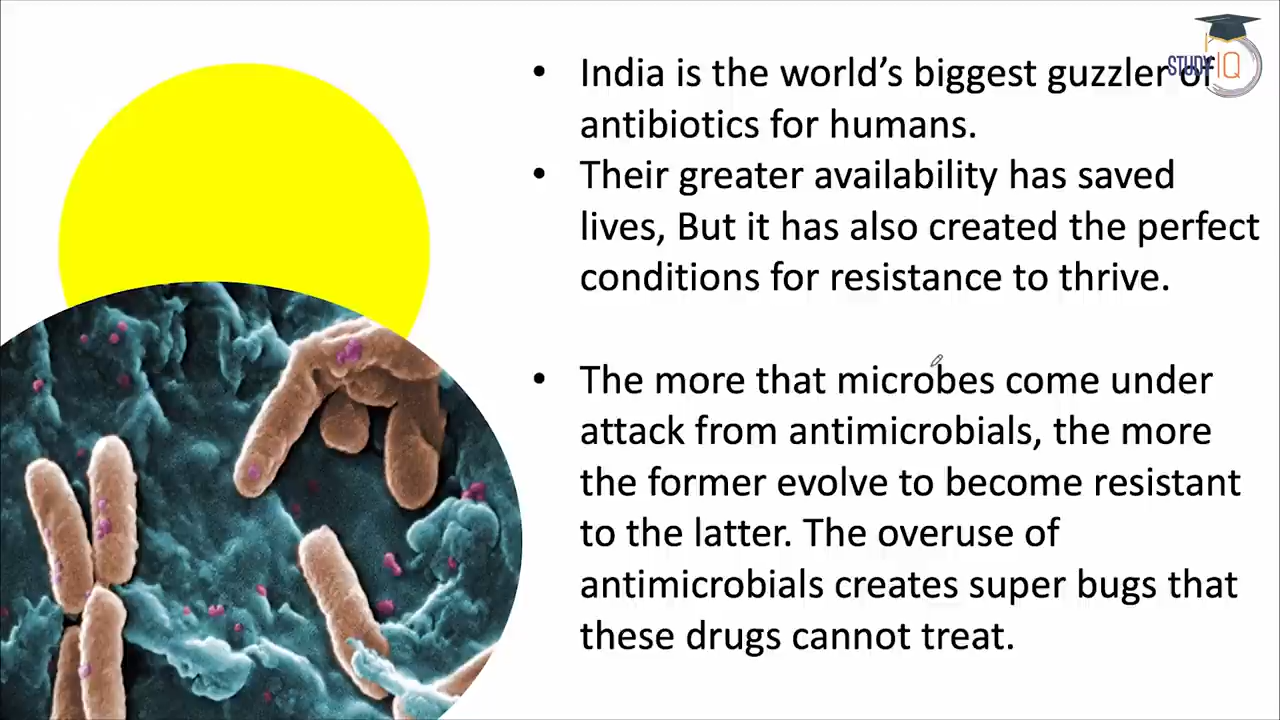 STUDY IQ
• India is the world’s biggest guzzler of
antibiotics for humans.
• Their greater availability has saved
lives, But it has also created the perfect
conditions for resistance to thrive.
• The more that microbes come under
attack from antimicrobials, the more
the former evolve to become resistant
to the latter. The overuse of
antimicrobials creates super bugs that
these drugs cannot treat.